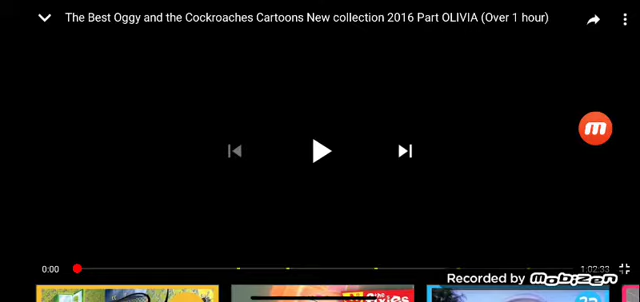 The Best Oggy and the Cockroaches Cartoons New collection 2016 Part OLIVIA (Over 1 hour)
m
0:00
1:02:33
Recorded by MOBIZEN